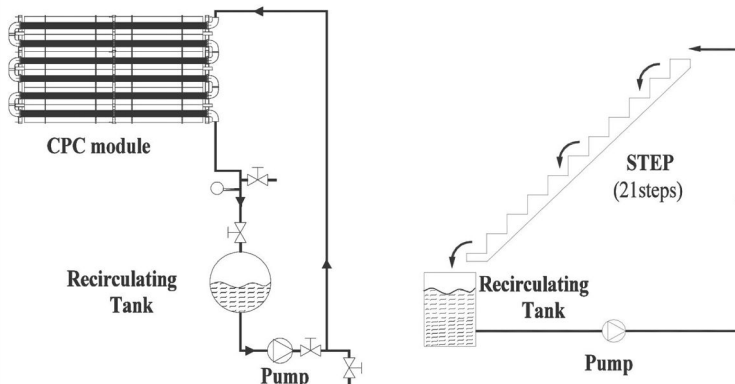 CPC module
Recirculating
Tank
Pump
STEP
(21steps)
Recirculating
Tank
Pump